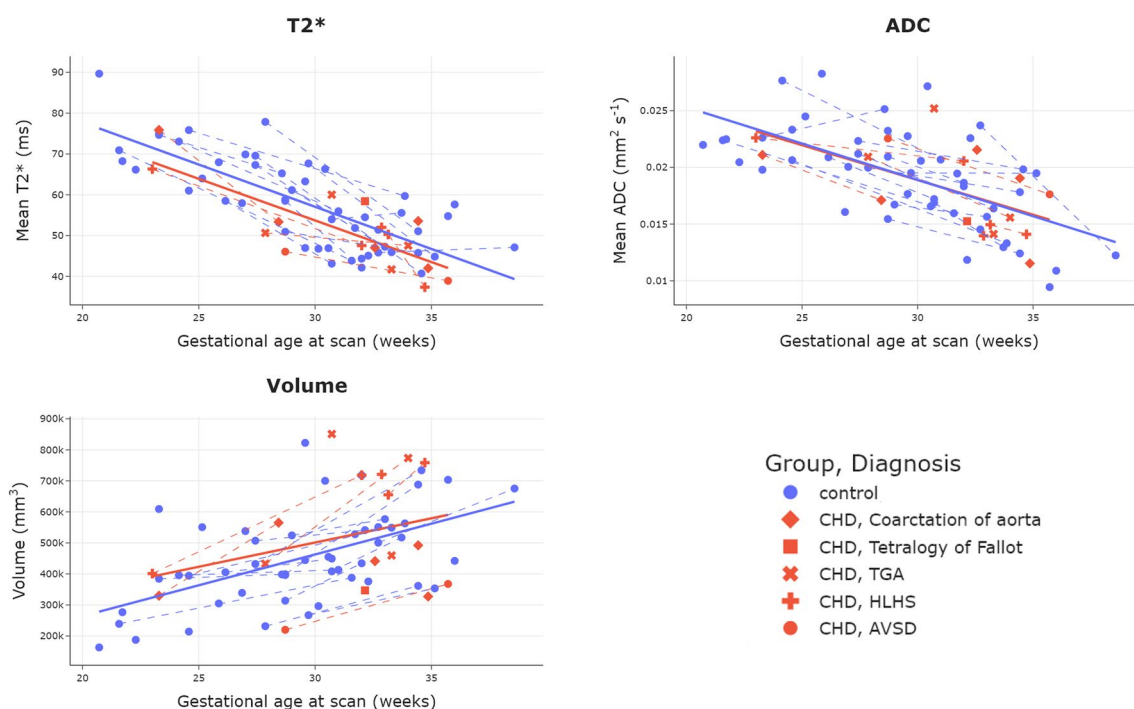 T2*
90
80
70
60
50
40
Mean T2* (ms)
20
25
30
35
Gestational age at scan (weeks)
ADC
0.025
0.02
0.015
0.01
Mean ADC (mm² s⁻¹)
20
25
30
35
Gestational age at scan (weeks)
Volume
900k
800k
700k
600k
500k
400k
300k
200k
Volume (mm³)
20
25
30
35
Gestational age at scan (weeks)
Group, Diagnosis
control
CHD, Coarctation of aorta
CHD, Tetralogy of Fallot
CHD, TGA
CHD, HLHS
CHD, AVSD